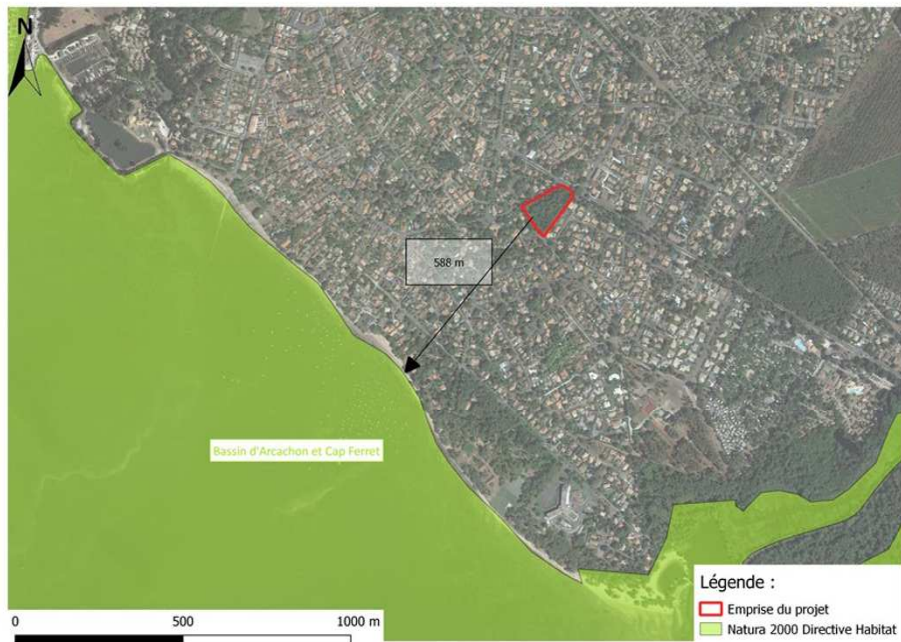 N
588 m
Bassin d'Arcachon et Cap Ferret
0 500 1000 m
Légende :
Emprise du projet
Natura 2000 Directive Habitat